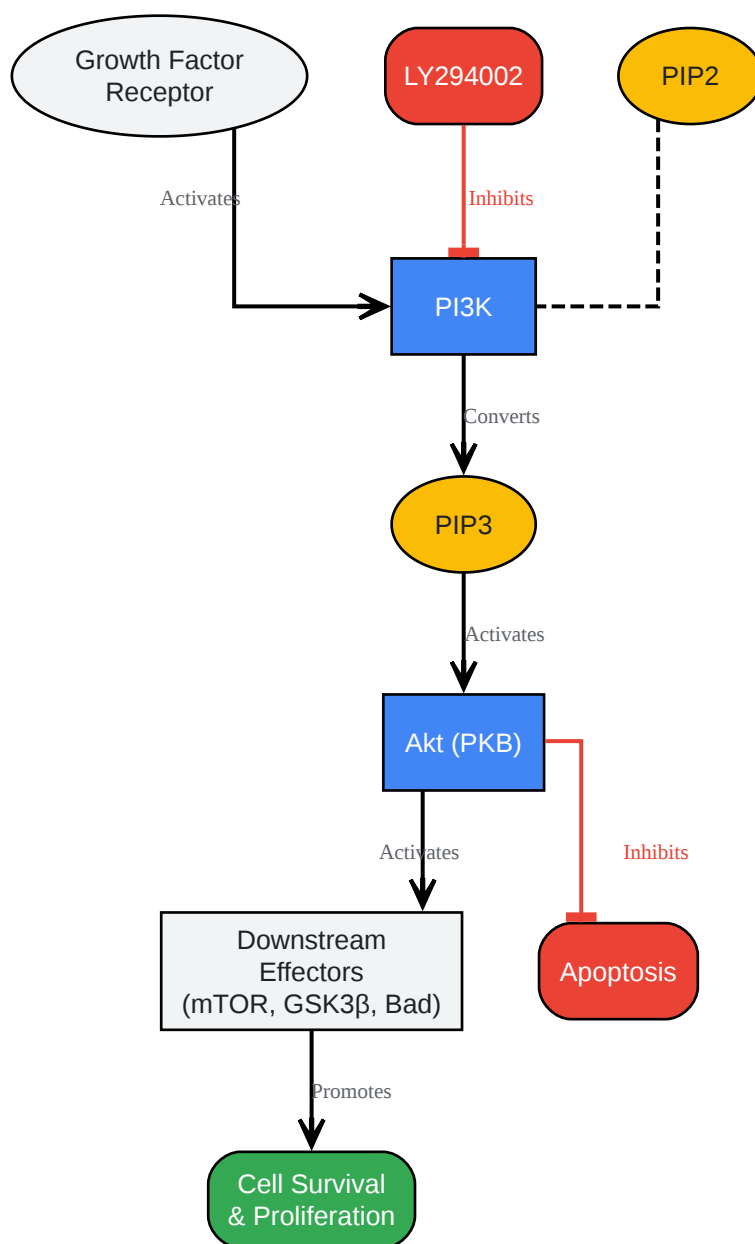 Growth Factor
Receptor
LY294002
PIP2
Activates
Inhibits
PI3K
Converts
PIP3
Activates
Akt (PKB)
Activates
Inhibits
Downstream
Effectors
(mTOR, GSK3β, Bad)
Apoptosis
Promotes
Cell Survival
& Proliferation